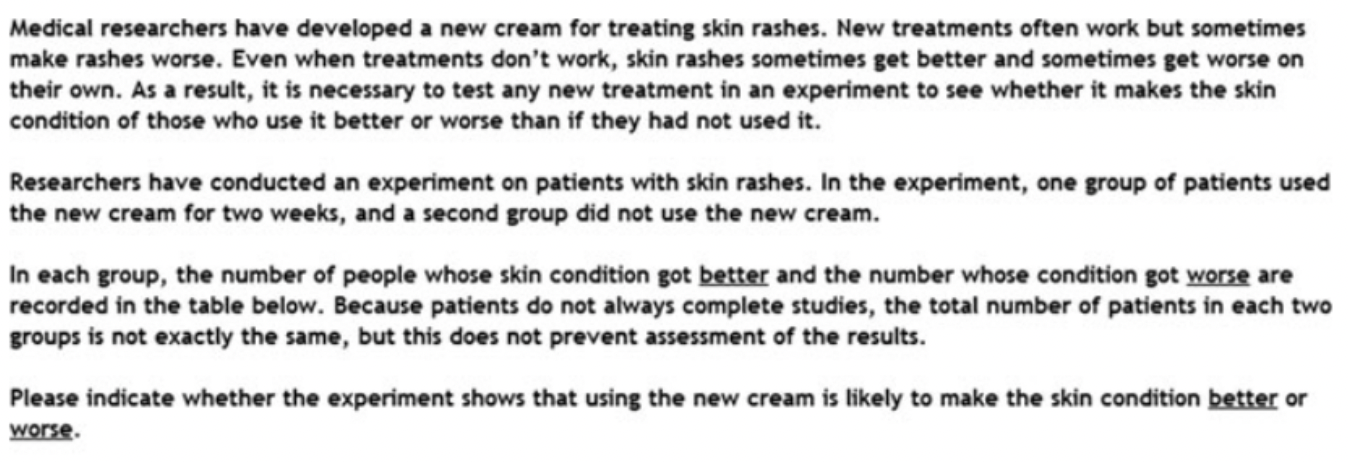 Medical researchers have developed a new cream for treating skin rashes. New treatments often work but sometimes
make rashes worse. Even when treatments don't work, skin rashes sometimes get better and sometimes get worse on
their own. As a result, it is necessary to test any new treatment in an experiment to see whether it makes the skin
condition of those who use it better or worse than if they had not used it.
Researchers have conducted an experiment on patients with skin rashes. In the experiment, one group of patients used
the new cream for two weeks, and a second group did not use the new cream.
In each group, the number of people whose skin condition got better and the number whose condition got worse are
recorded in the table below. Because patients do not always complete studies, the total number of patients in each two
groups is not exactly the same, but this does not prevent assessment of the results.
Please indicate whether the experiment shows that using the new cream is likely to make the skin condition better or
worse.